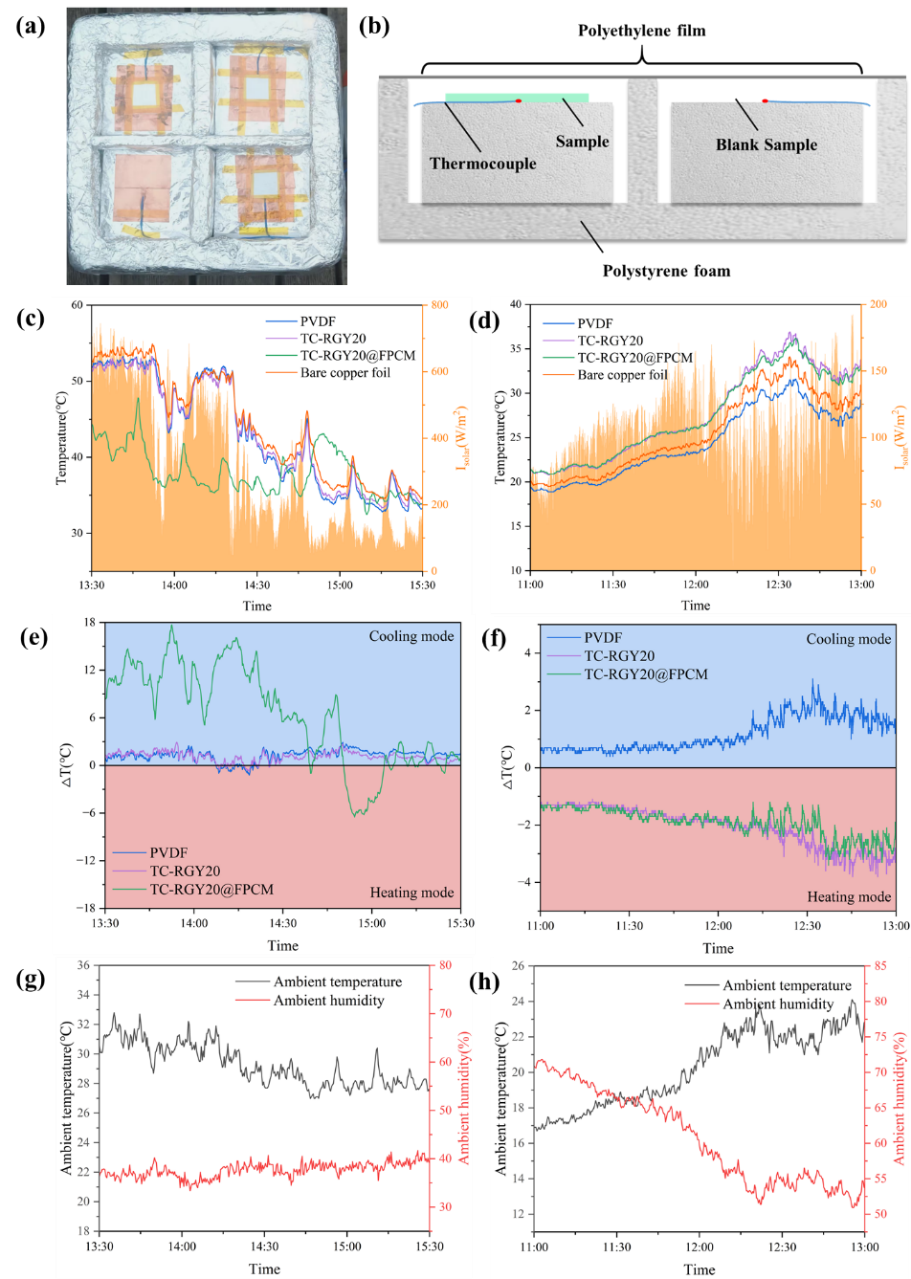 (a)
(b)
Polyethylene film
Thermocouple
Sample
Blank Sample
Polystyrene foam
(c)
60
50
40
30
Temperature(°C)
PVDF
TC-RGY20
TC-RGY20@FPCM
Bare copper foil
800
600
400
200
0
I_solar(W/m²)
13:30
14:00
14:30
15:00
15:30
Time
(d)
40
35
30
25
20
15
10
Temperature(°C)
PVDF
TC-RGY20
TC-RGY20@FPCM
Bare copper foil
200
150
100
50
0
I_solar(W/m²)
11:00
11:30
12:00
12:30
13:00
Time
(e)
18
12
6
0
−6
−12
−18
ΔT(°C)
Cooling mode
PVDF
TC-RGY20
TC-RGY20@FPCM
Heating mode
13:30
14:00
14:30
15:00
15:30
Time
(f)
4
2
0
−2
−4
ΔT(°C)
Cooling mode
PVDF
TC-RGY20
TC-RGY20@FPCM
Heating mode
11:00
11:30
12:00
12:30
13:00
Time
(g)
36
34
32
30
28
26
24
22
20
18
Ambient temperature(°C)
Ambient temperature
Ambient humidity
80
70
60
50
40
30
Ambient humidity(%)
13:30
14:00
14:30
15:00
15:30
Time
(h)
26
24
22
20
18
16
14
12
Ambient temperature(°C)
Ambient temperature
Ambient humidity
85
80
75
70
65
60
55
50
Ambient humidity(%)
11:00
11:30
12:00
12:30
13:00
Time